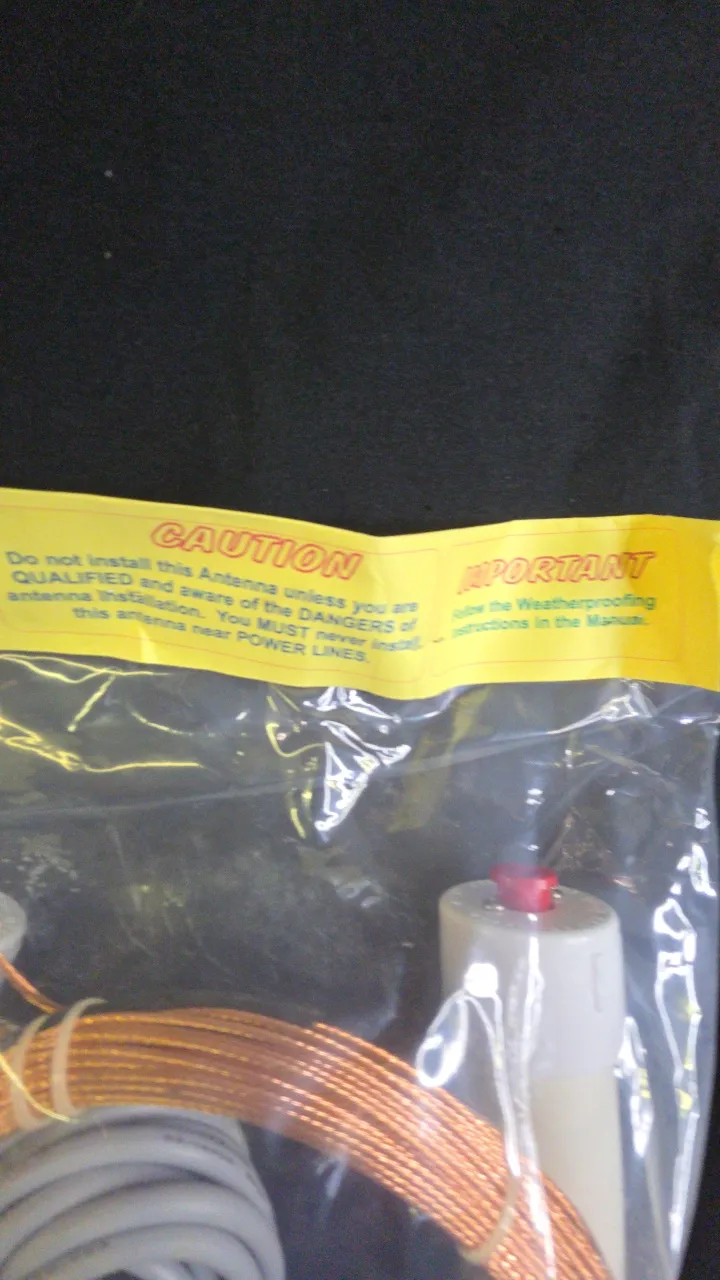 CAUTION
Do not install this Antenna unless you are
QUALIFIED and aware of the DANGERS of
antenna installation. You MUST never install
this antenna near POWER LINES.
IMPORTANT
Follow the Weatherproofing
instructions in the Manual.